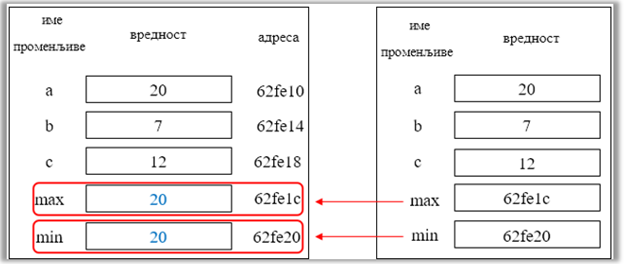 име
променљиве вредност адреса
a 20 62fe10
b 7 62fe14
c 12 62fe18
max 20 62fe1c
min 20 62fe20
име
променљиве вредност
a 20
b 7
c 12
max 62fe1c
min 62fe20